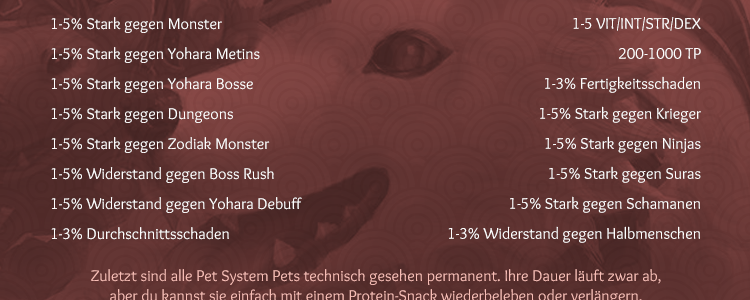 1-5% Stark gegen Monster
1-5% Stark gegen Yohara Metins
1-5% Stark gegen Yohara Bosse
1-5% Stark gegen Dungeons
1-5% Stark gegen Zodiak Monster
1-5% Widerstand gegen Boss Rush
1-5% Widerstand gegen Yohara Debuff
1-3% Durchschnittsschaden
1-5 VIT/INT/STR/DEX
200-1000 TP
1-3% Fertigkeitsschaden
1-5% Stark gegen Krieger
1-5% Stark gegen Ninjas
1-5% Stark gegen Suras
1-5% Stark gegen Schamanen
1-3% Widerstand gegen Halbmenschen
Zuletzt sind alle Pet System Pets technisch gesehen permanent. Ihre Dauer läuft zwar ab,
aber du kannst sie einfach mit einem Protein-Snack wiederbeleben oder verlängern.